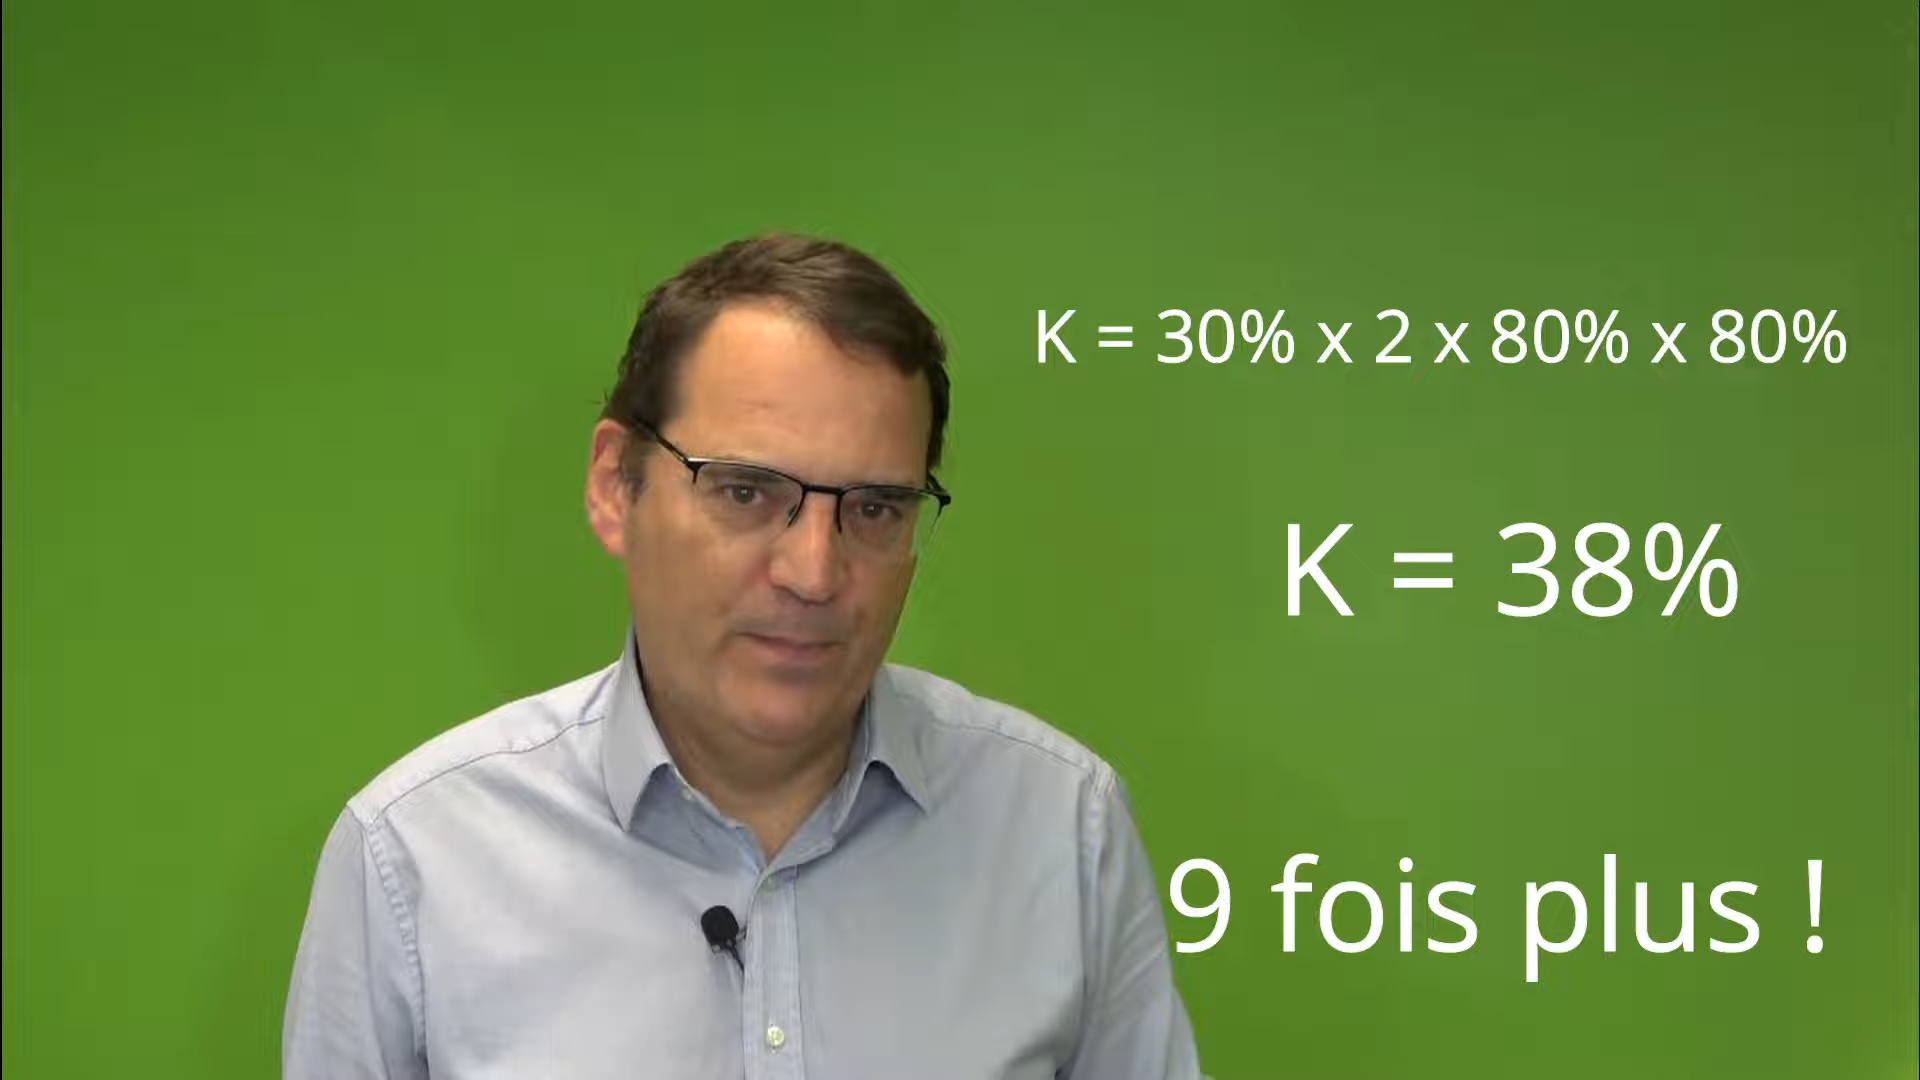 K = 30% x 2 x 80% x 80%
K = 38%
9 fois plus !